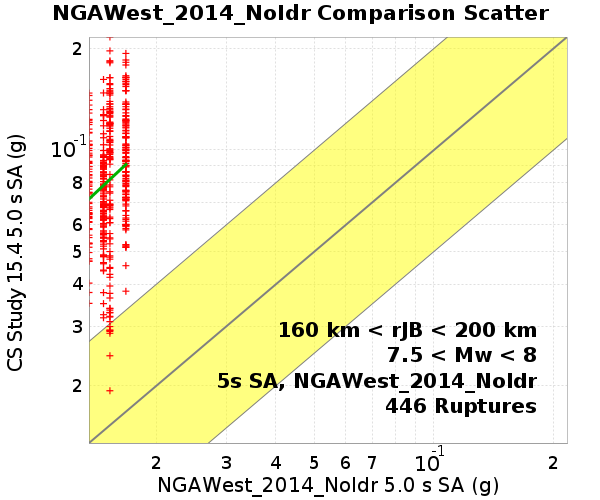 NGAWest_2014_NoIdr Comparison Scatter
2
10-1
8
6
5
4
3
2
CS Study 15.4 5.0 s SA (g)
160 km < rJB < 200 km
7.5 < Mw < 8
5s SA, NGAWest_2014_NoIdr
446 Ruptures
2 3 4 5 6 7 10-1 2
NGAWest_2014_NoIdr 5.0 s SA (g)